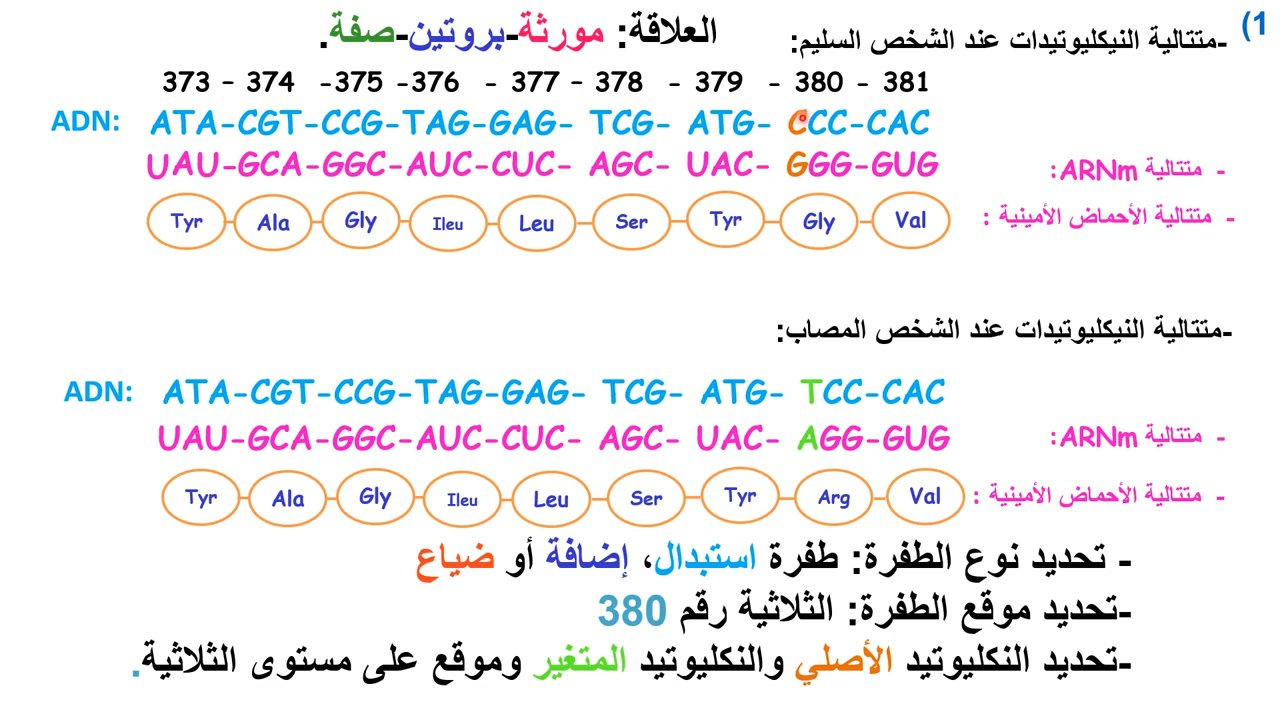 1)
-متتالية النيكليوتيدات عند الشخص السليم:
العلاقة: مورثة-بروتين-صفة.
373 – 374 -375 -376 - 377 – 378 - 379 - 380 - 381
ADN: ATA-CGT-CCG-TAG-GAG- TCG- ATG- CCC-CAC
UAU-GCA-GGC-AUC-CUC- AGC- UAC- GGG-GUG
- متتالية ARNm:
Tyr Ala Gly Ileu Leu Ser Tyr Gly Val
- متتالية الأحماض الأمينية :
-متتالية النيكليوتيدات عند الشخص المصاب:
ADN: ATA-CGT-CCG-TAG-GAG- TCG- ATG- TCC-CAC
UAU-GCA-GGC-AUC-CUC- AGC- UAC- AGG-GUG
- متتالية ARNm:
Tyr Ala Gly Ileu Leu Ser Tyr Arg Val
- متتالية الأحماض الأمينية :
- تحديد نوع الطفرة: طفرة استبدال، إضافة أو ضياع
-تحديد موقع الطفرة: الثلاثية رقم 380
-تحديد النكليوتيد الأصلي والنكليوتيد المتغير وموقع على مستوى الثلاثية.